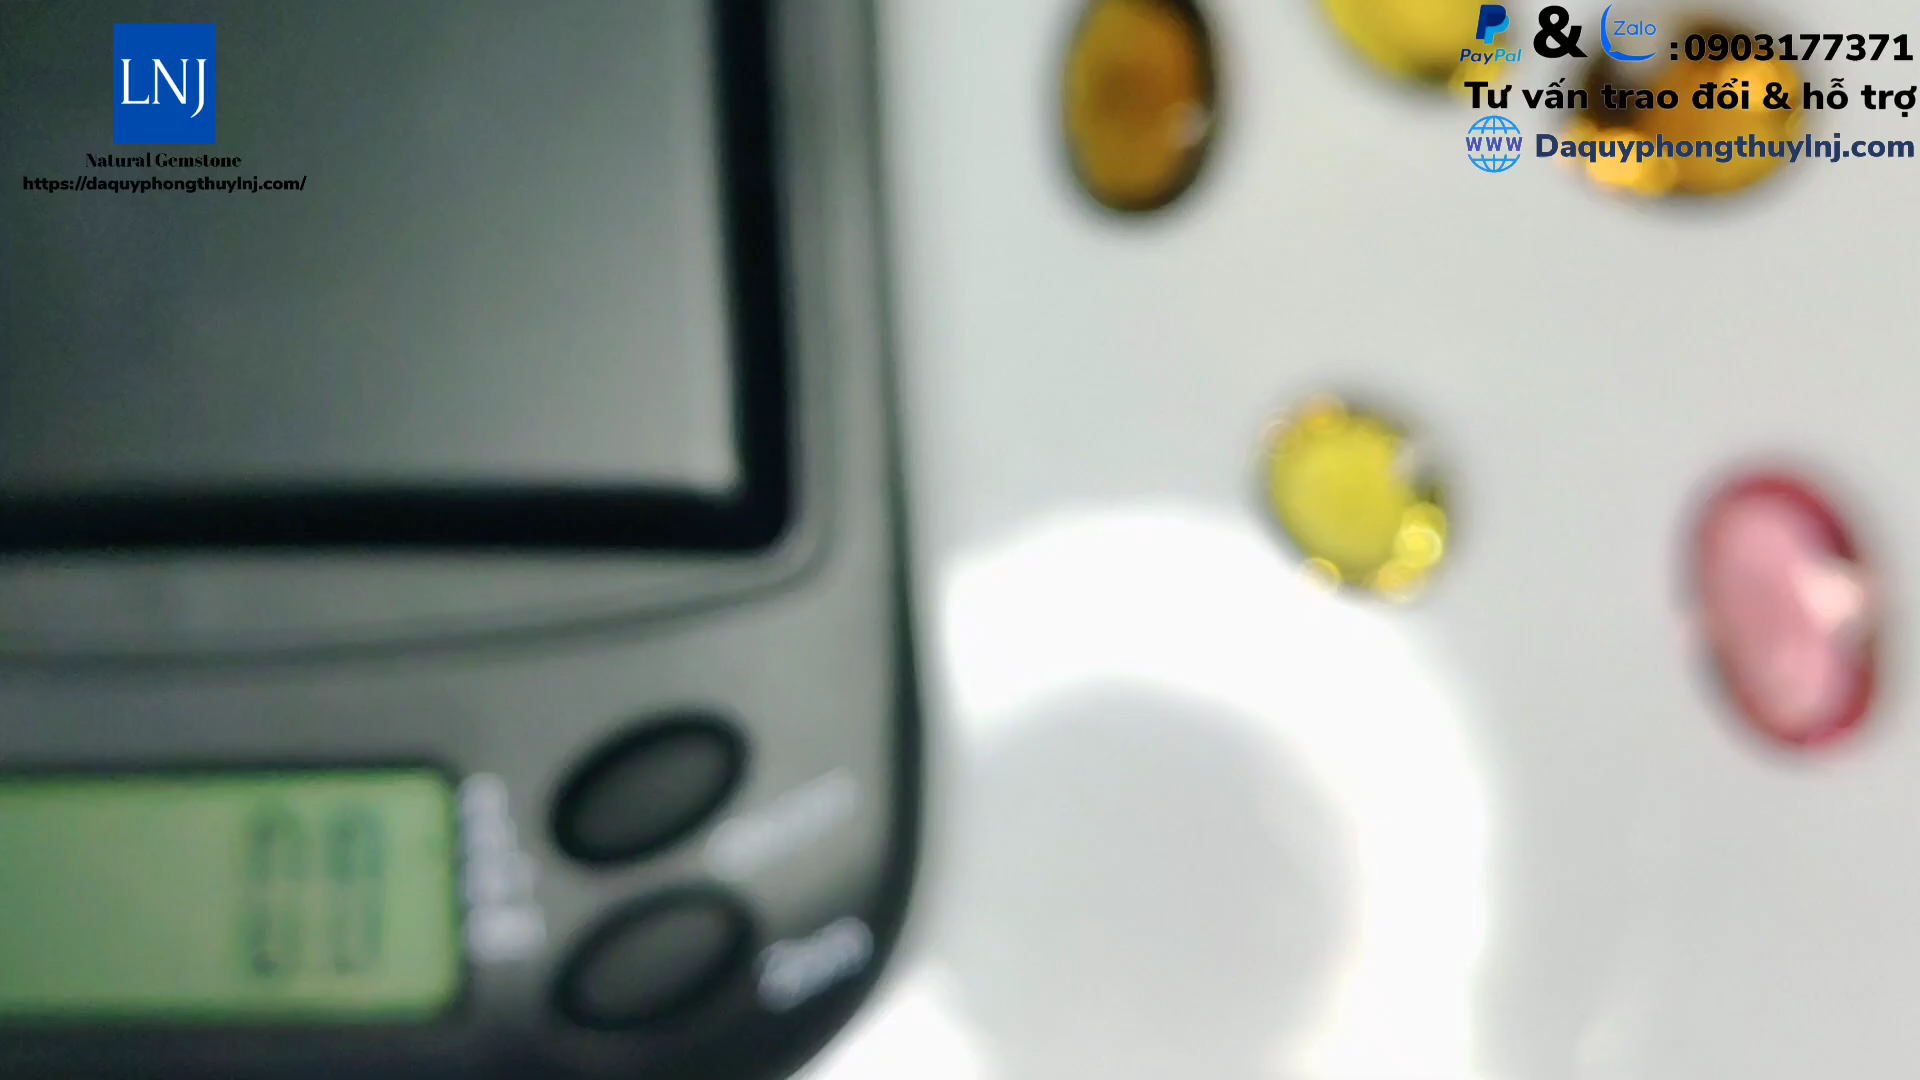 LNJ
Natural Gemstone
https://daquyphongthuylnj.com/
PayPal & Zalo :0903177371
Tư vấn trao đổi & hỗ trợ
WWW Daquyphongthuylnj.com